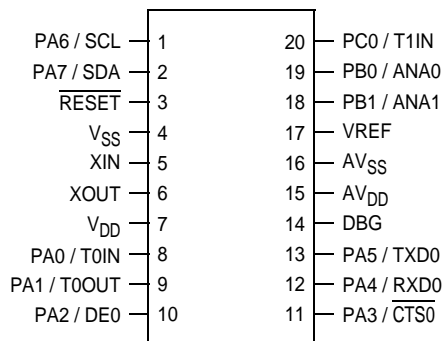 PA6 / SCL 1 20 PC0 / T1IN
PA7 / SDA 2 19 PB0 / ANA0
RESET 3 18 PB1 / ANA1
VSS 4 17 VREF
XIN 5 16 AVSS
XOUT 6 15 AVDD
VDD 7 14 DBG
PA0 / T0IN 8 13 PA5 / TXD0
PA1 / T0OUT 9 12 PA4 / RXD0
PA2 / DE0 10 11 PA3 / CTS0